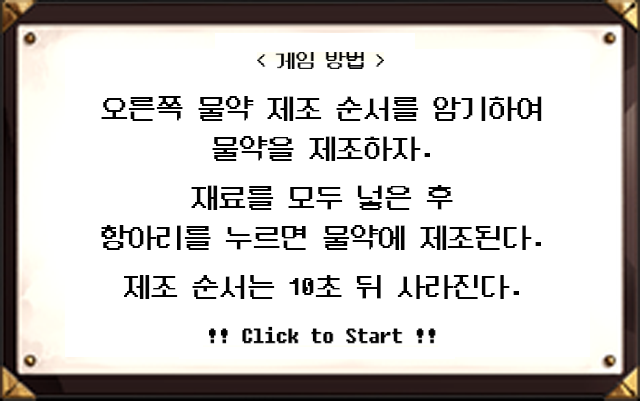 < 게임 방법 >
오른쪽 물약 제조 순서를 암기하여
물약을 제조하자.
재료를 모두 넣은 후
항아리를 누르면 물약에 제조된다.
제조 순서는 10초 뒤 사라진다.
!! Click to Start !!